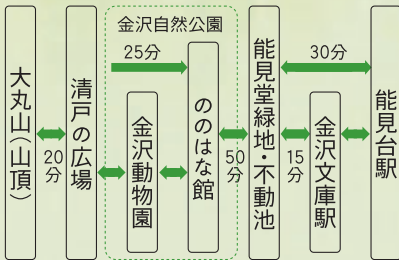 大丸山（山頂）
20分
清戸の広場
金沢自然公園
25分
金沢動物園
ののはな館
50分
能見堂緑地・不動池
30分
15分
金沢文庫駅
能見台駅